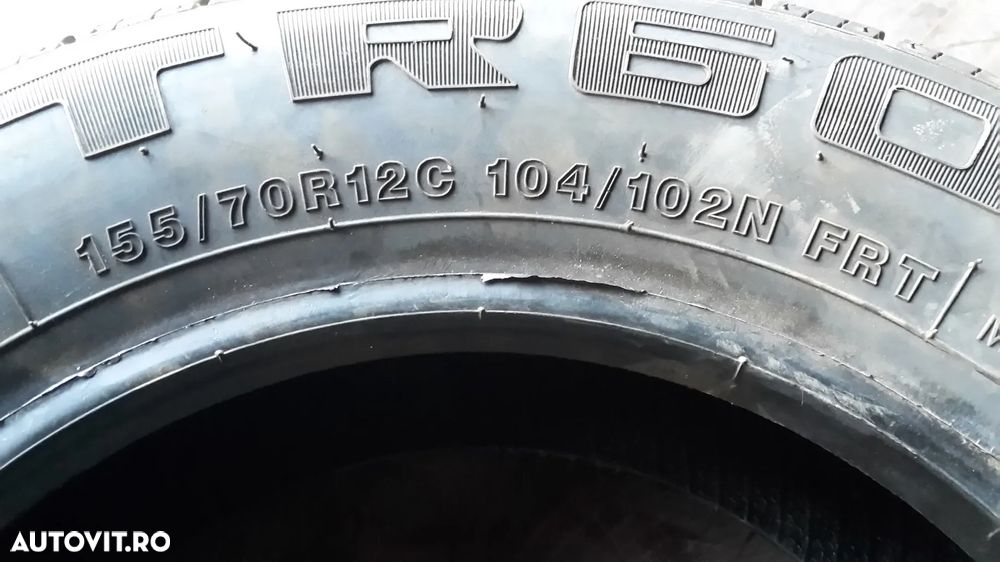 TR60
155/70R12C 104/102N FRT
M
AUTOVIT.RO